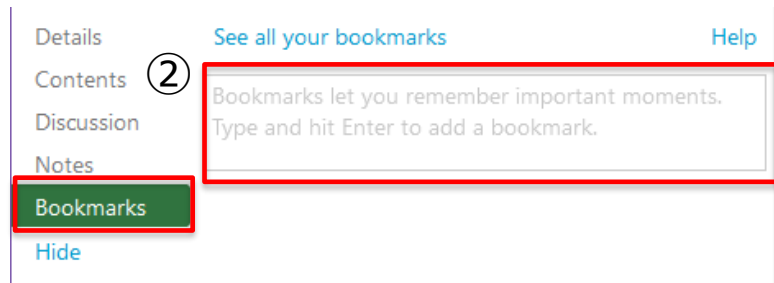 Details
Contents
Discussion
Notes
Bookmarks
Hide
②
See all your bookmarks
Help
Bookmarks let you remember important moments.
Type and hit Enter to add a bookmark.